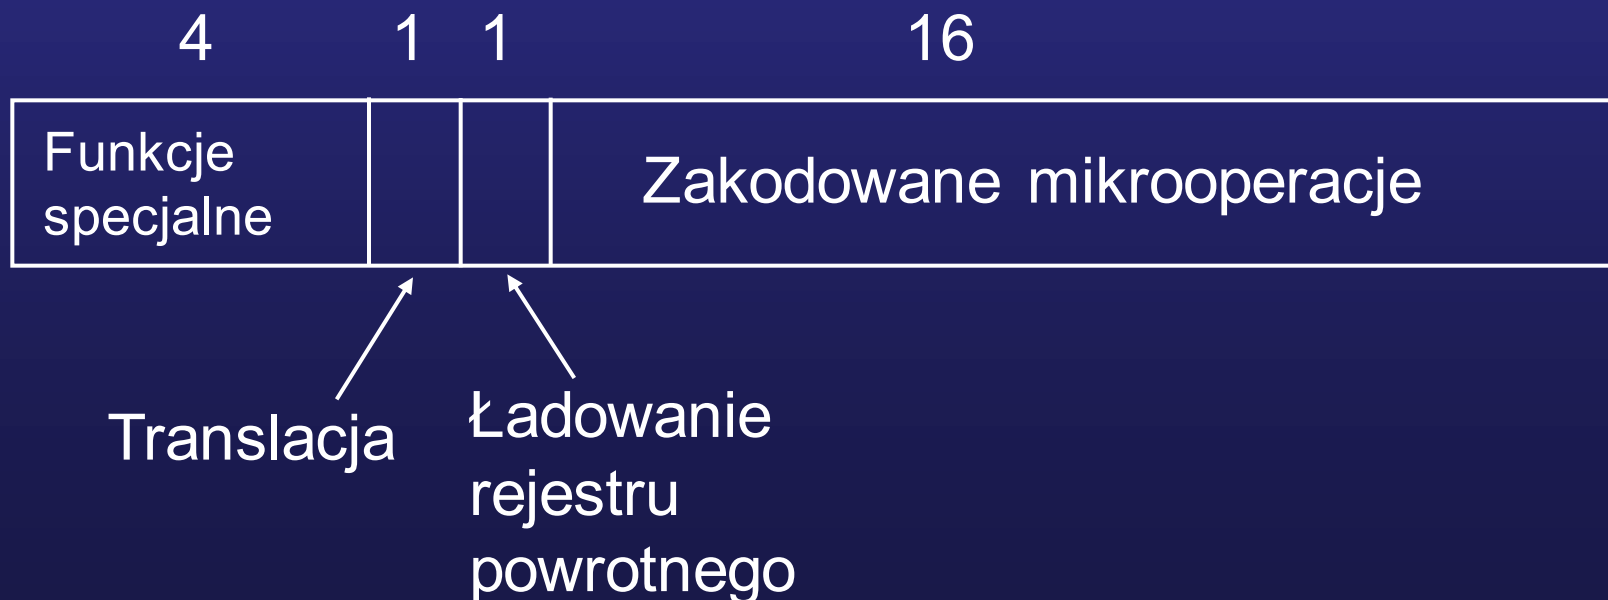 4 1 1 16
Funkcje
specjalne
Zakodowane mikrooperacje
Translacja
Ładowanie
rejestru
powrotnego